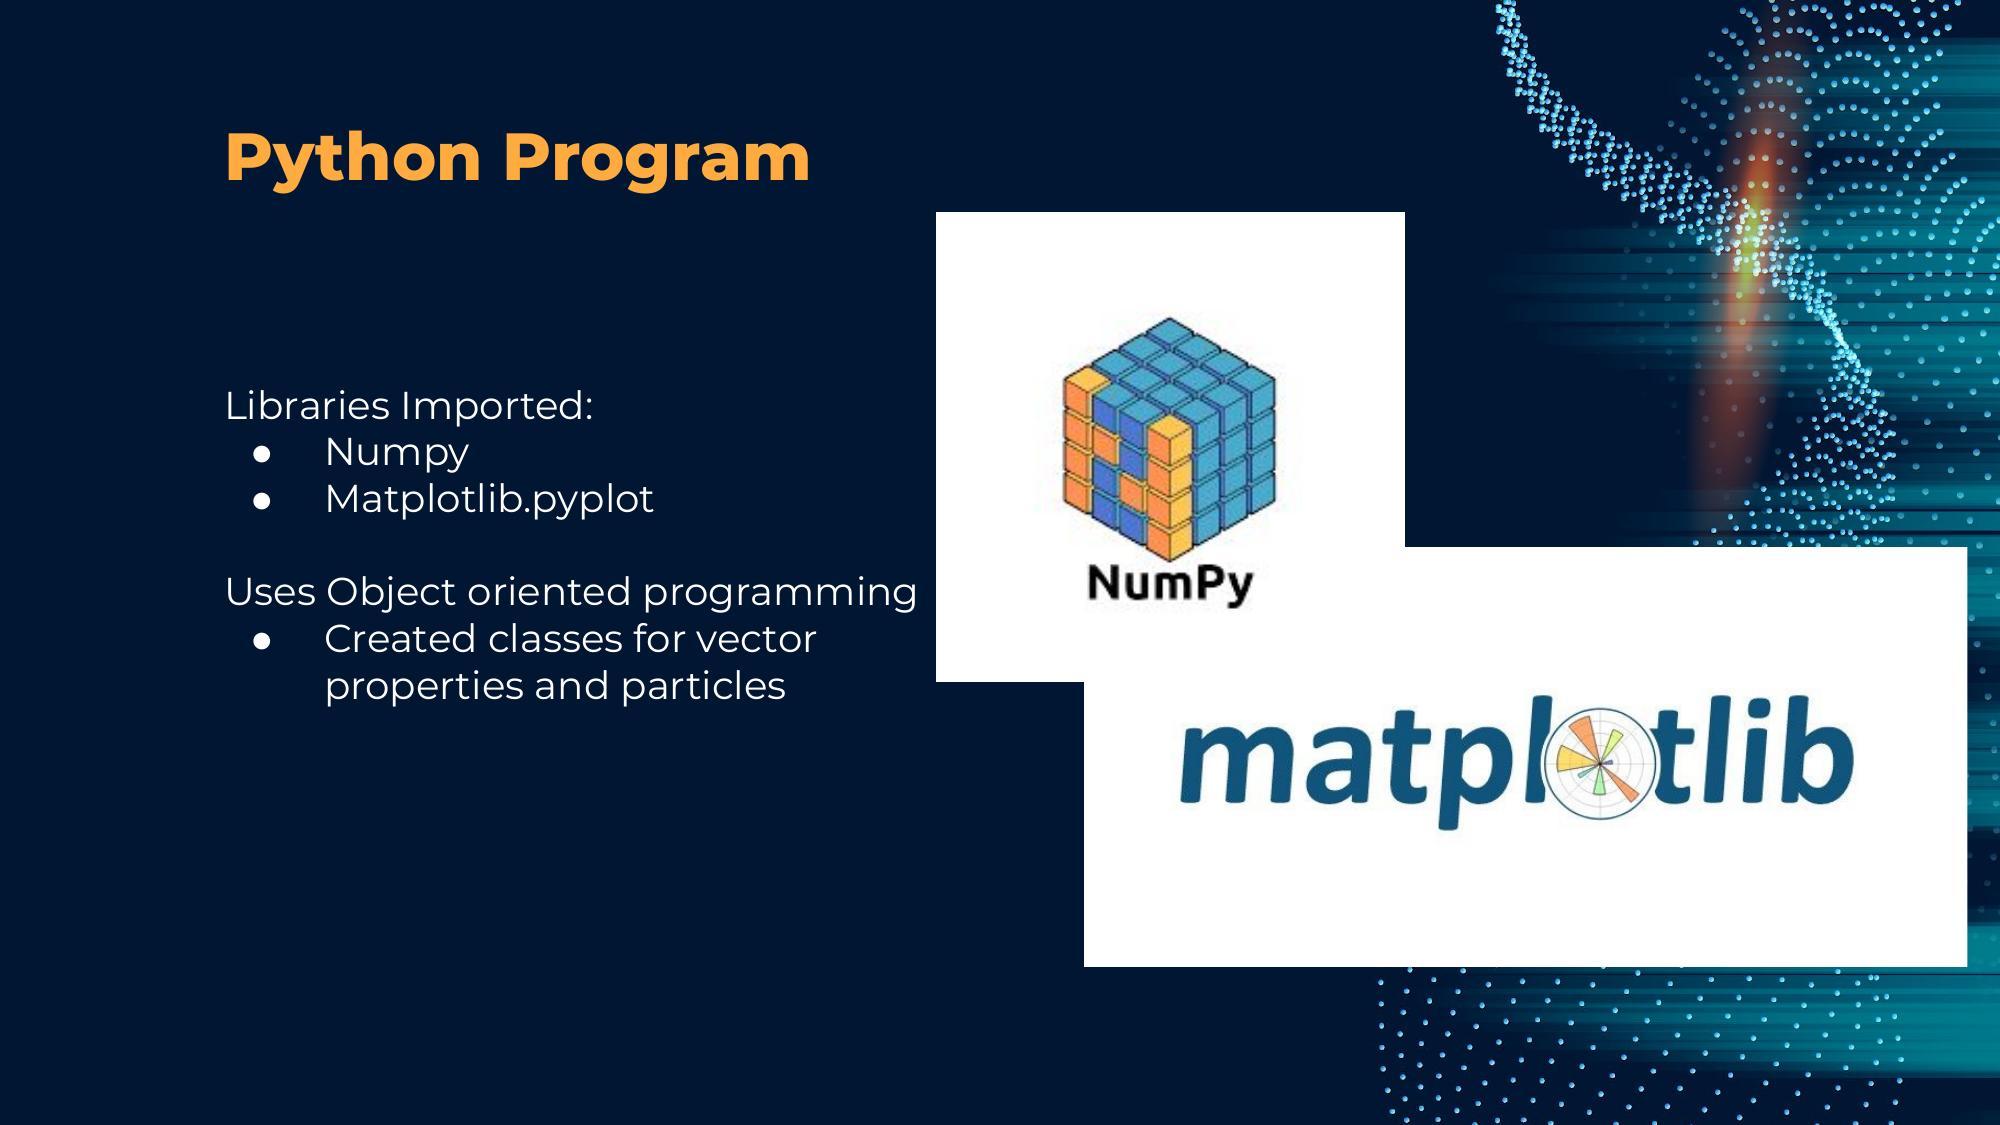 Python Program
Libraries Imported:
● Numpy
● Matplotlib.pyplot
Uses Object oriented programming
● Created classes for vector
properties and particles
NumPy
matplotlib